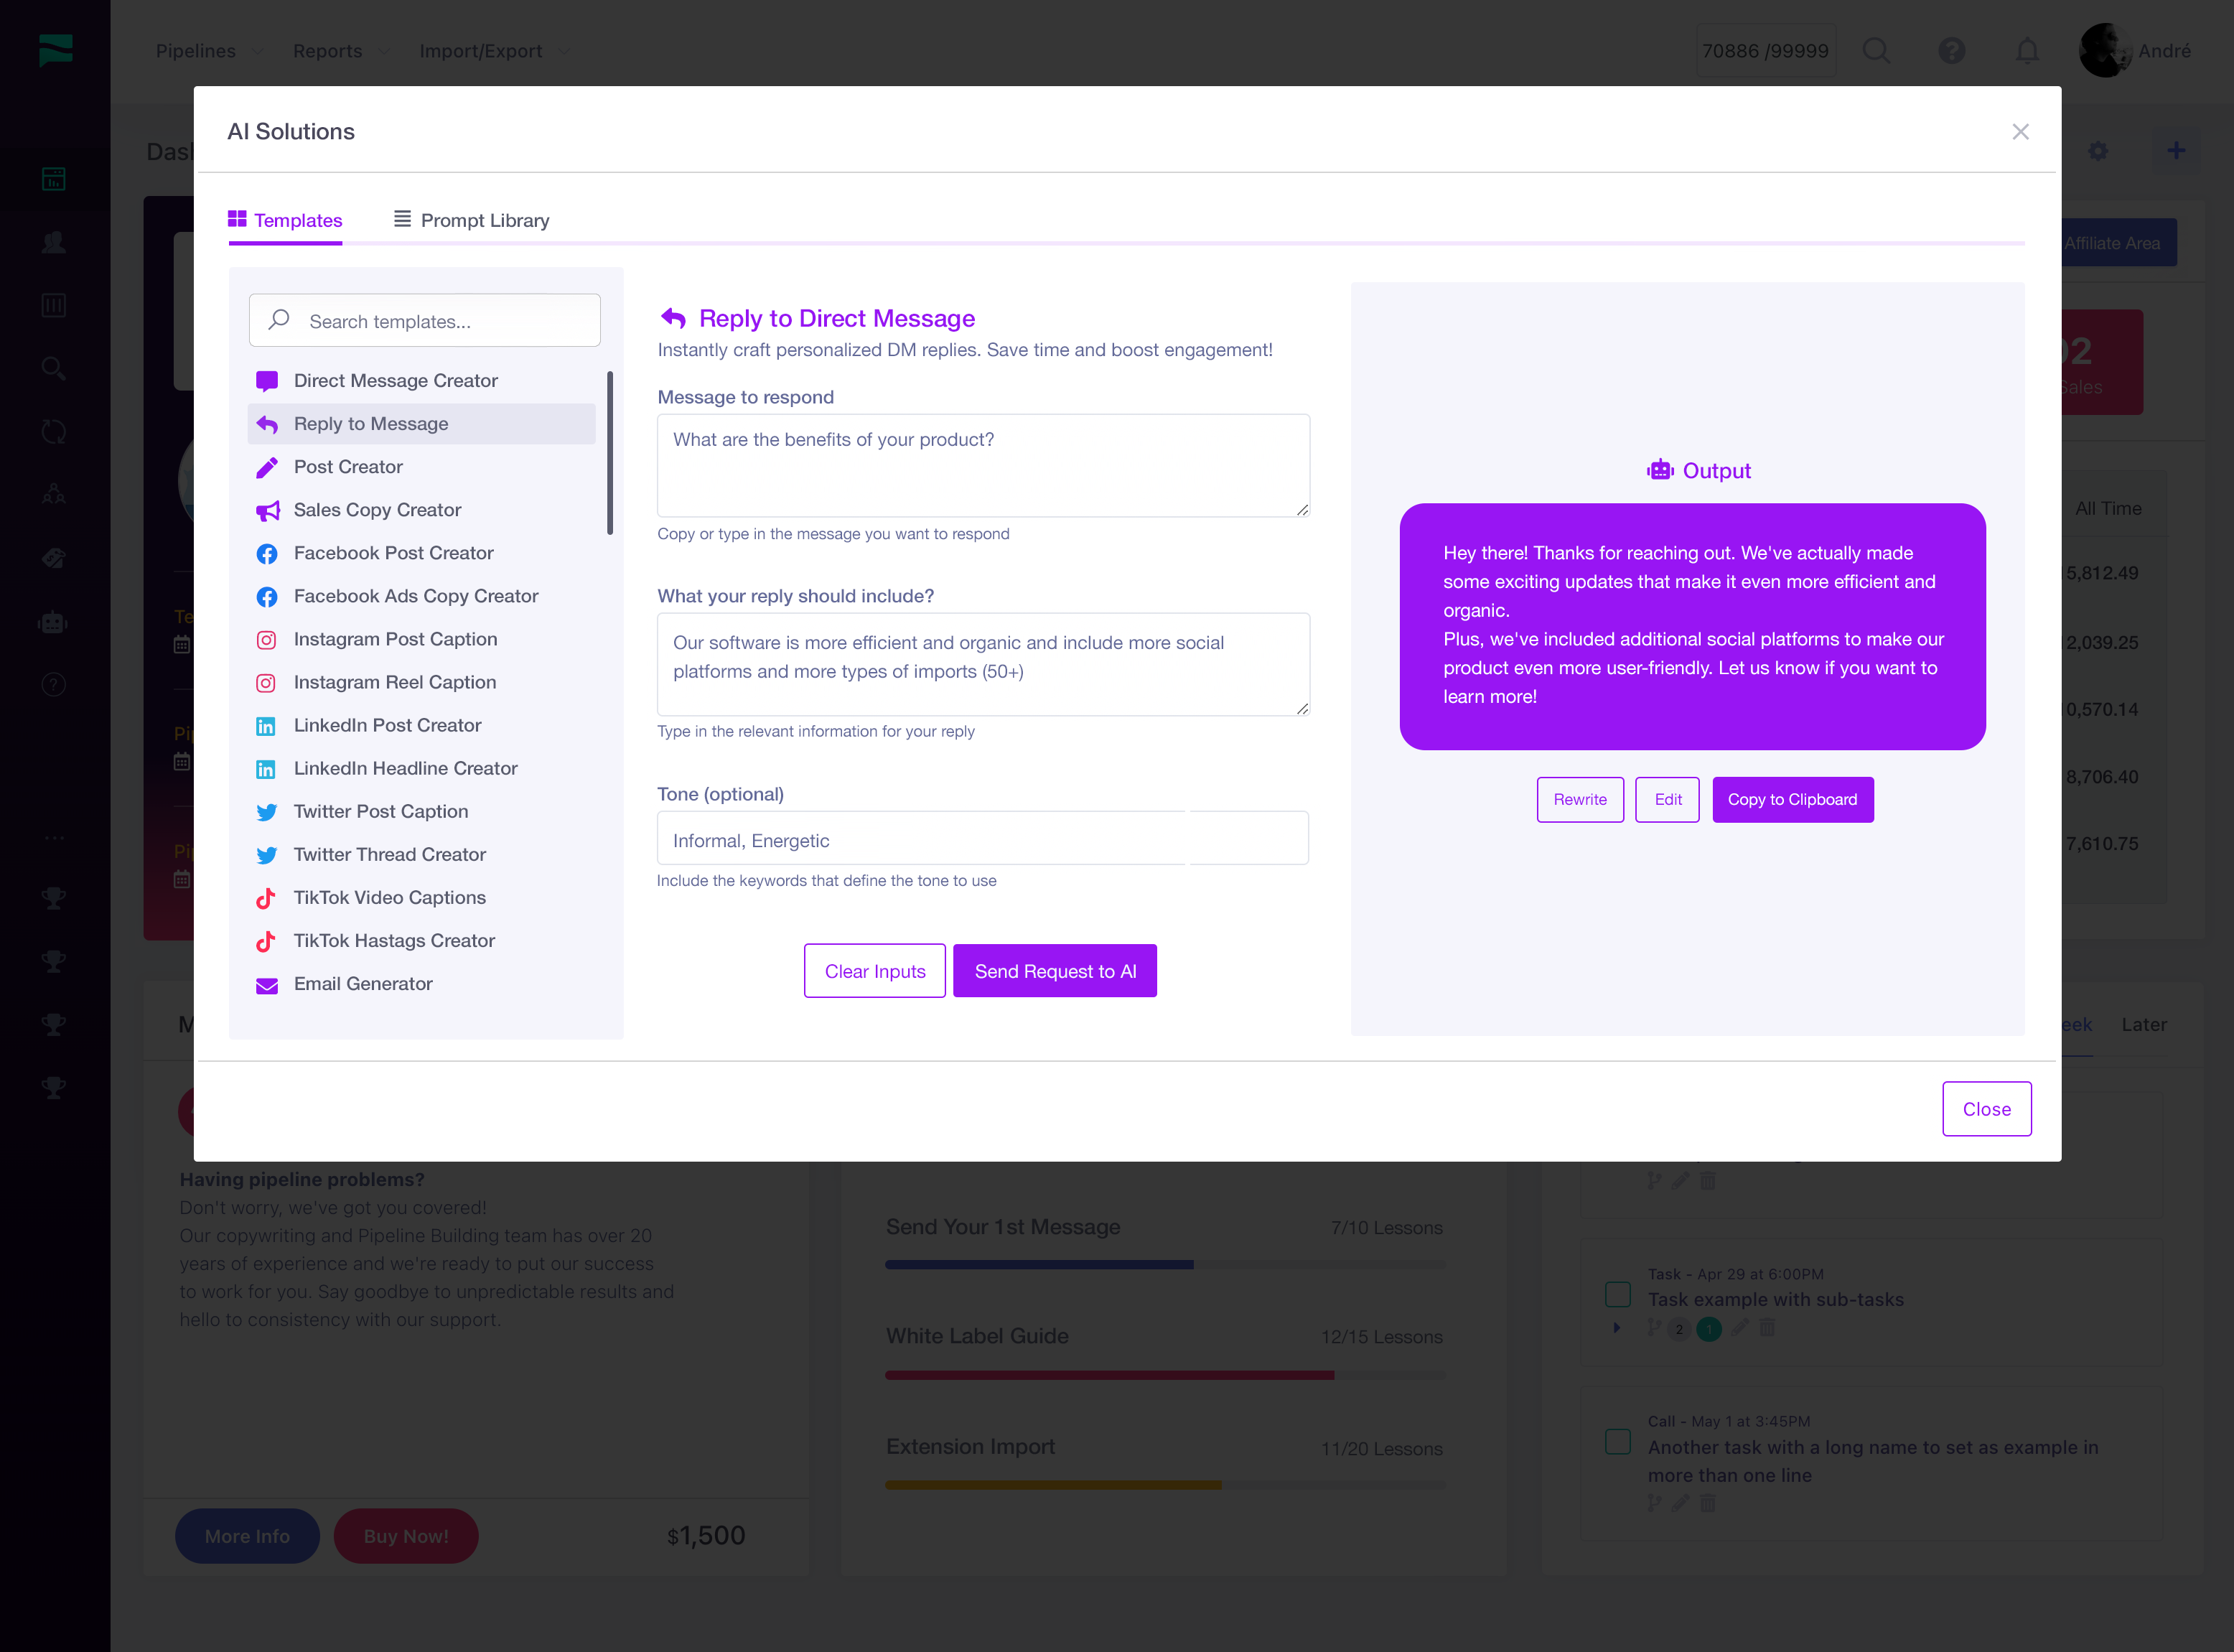 Pipelines
Reports
Import/Export
70886 /99999
André
AI Solutions
Templates
Prompt Library
Affiliate Area
Search templates...
Direct Message Creator
Reply to Message
Post Creator
Sales Copy Creator
Facebook Post Creator
Facebook Ads Copy Creator
Instagram Post Caption
Instagram Reel Caption
LinkedIn Post Creator
LinkedIn Headline Creator
Twitter Post Caption
Twitter Thread Creator
TikTok Video Captions
TikTok Hastags Creator
Email Generator
Reply to Direct Message
Instantly craft personalized DM replies. Save time and boost engagement!
Message to respond
What are the benefits of your product?
Copy or type in the message you want to respond
What your reply should include?
Our software is more efficient and organic and include more social
platforms and more types of imports (50+)
Type in the relevant information for your reply
Tone (optional)
Informal, Energetic
Include the keywords that define the tone to use
Clear Inputs
Send Request to AI
Output
Hey there! Thanks for reaching out. We've actually made
some exciting updates that make it even more efficient and
organic.
Plus, we've included additional social platforms to make our
product even more user-friendly. Let us know if you want to
learn more!
Rewrite
Edit
Copy to Clipboard
Close
Sales
All Time
5,812.49
2,039.25
0,570.14
8,706.40
7,610.75
Later
Having pipeline problems?
Don't worry, we've got you covered!
Our copywriting and Pipeline Building team has over 20
years of experience and we're ready to put our success
to work for you. Say goodbye to unpredictable results and
hello to consistency with our support.
More Info
Buy Now!
$1,500
Send Your 1st Message
7/10 Lessons
White Label Guide
12/15 Lessons
Extension Import
11/20 Lessons
Task - Apr 29 at 6:00PM
Task example with sub-tasks
2
1
Call - May 1 at 3:45PM
Another task with a long name to set as example in
more than one line